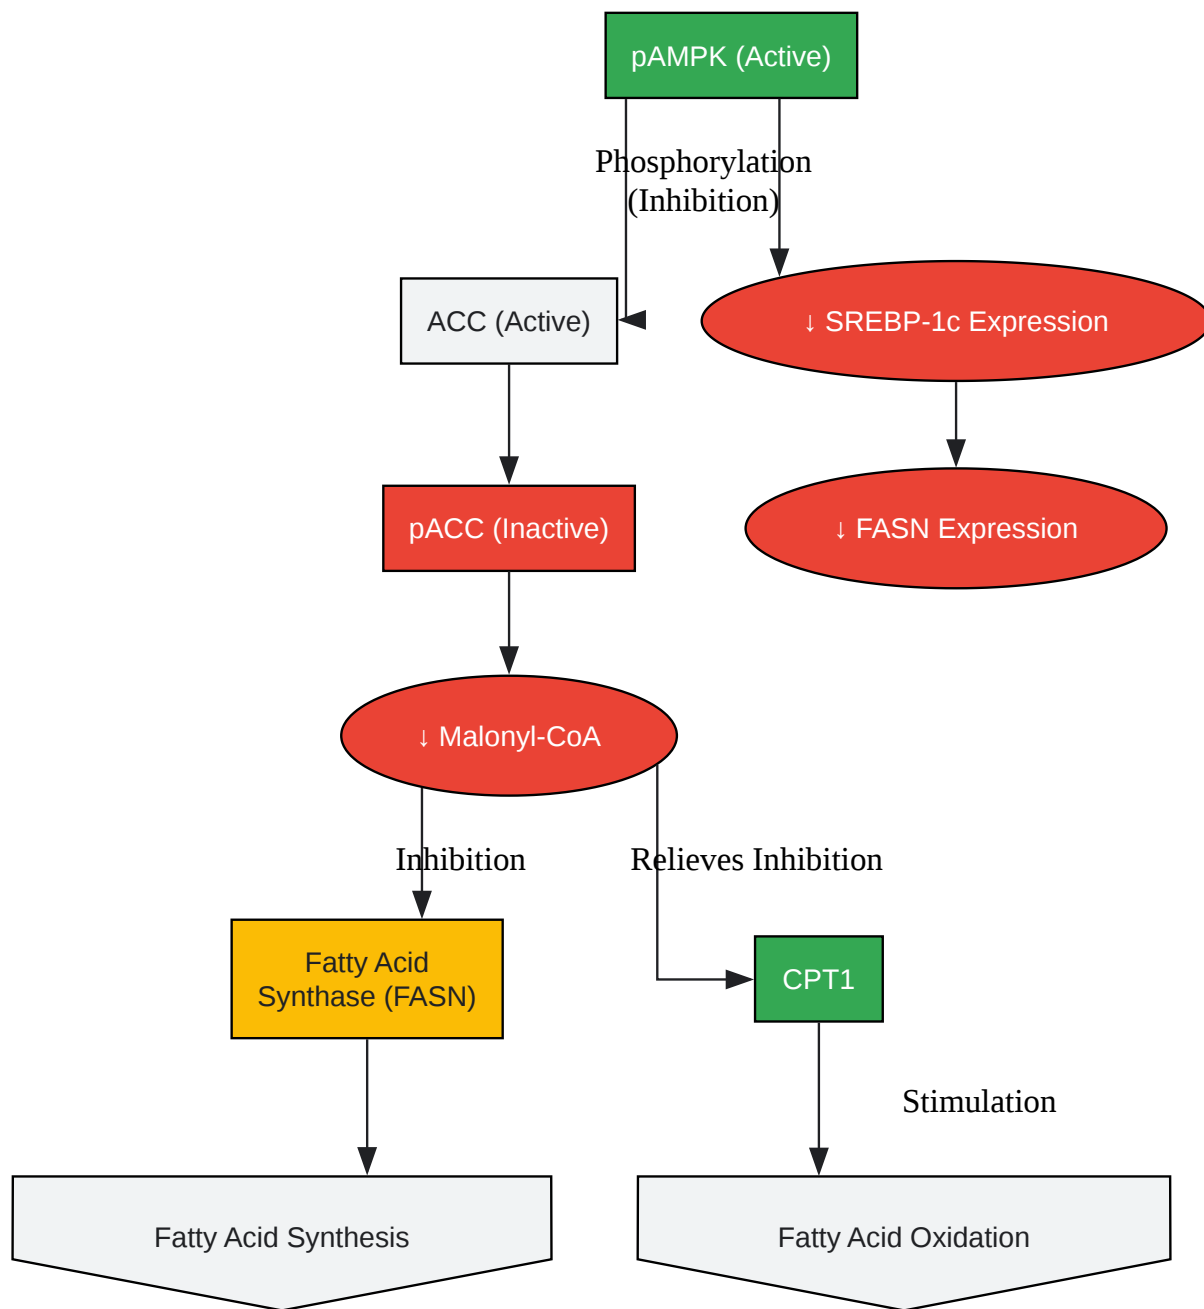 pAMPK (Active)
Phosphorylation
(Inhibition)
ACC (Active)
↓ SREBP-1c Expression
pACC (Inactive)
↓ FASN Expression
↓ Malonyl-CoA
Inhibition
Relieves Inhibition
Fatty Acid
Synthase (FASN)
CPT1
Stimulation
Fatty Acid Synthesis
Fatty Acid Oxidation